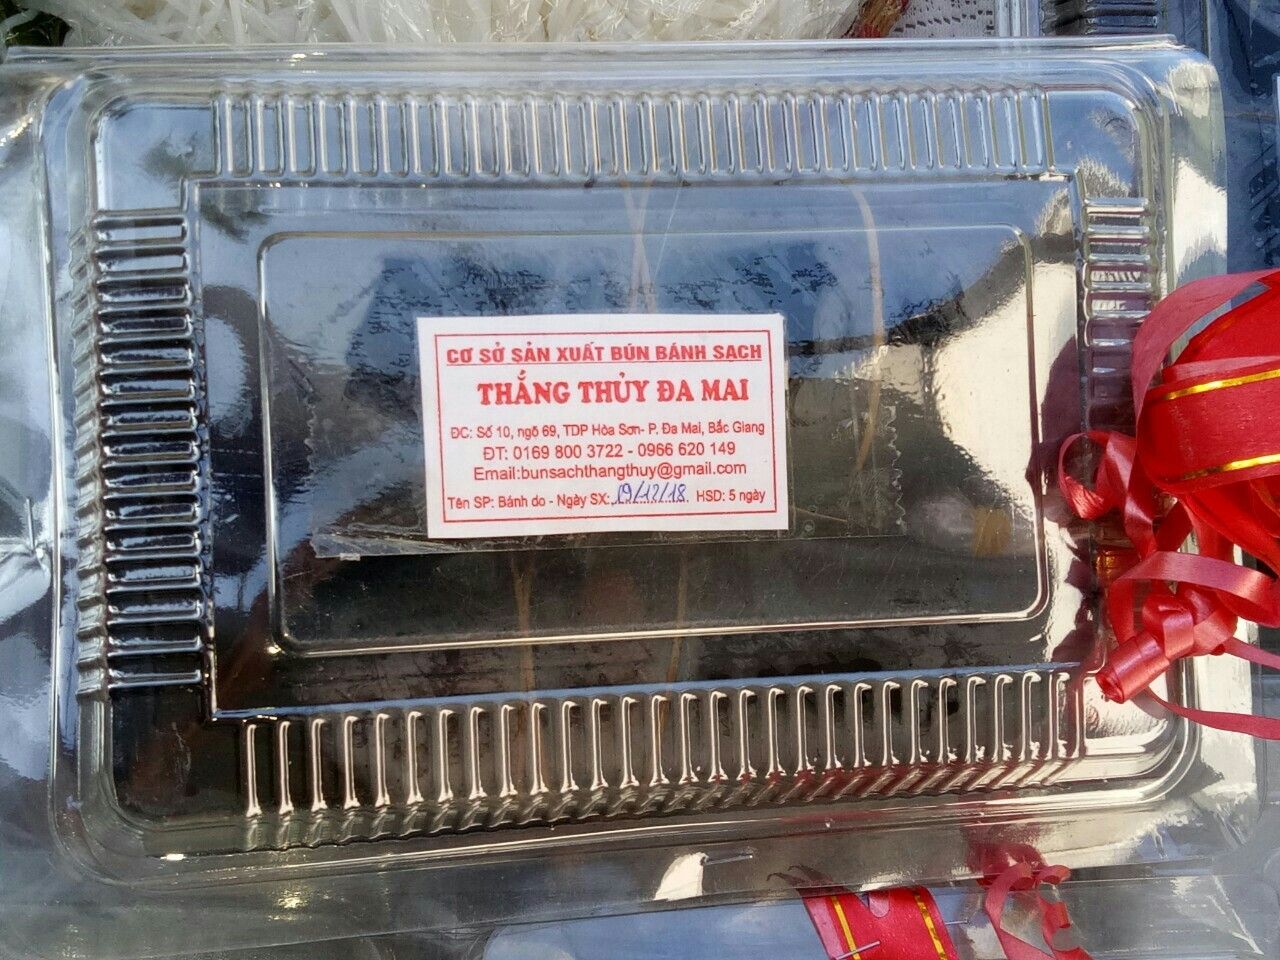 CƠ SỞ SẢN XUẤT BÚN BÁNH SẠCH
THẮNG THỦY ĐA MAI
ĐC: Số 10, ngõ 69, TDP Hòa Sơn- P. Đa Mai, Bắc Giang
ĐT: 0169 800 3722 - 0966 620 149
Email:bunsachthangthuy@gmail.com
Tên SP: Bánh do - Ngày SX: 19/12/18 HSD: 5 ngày